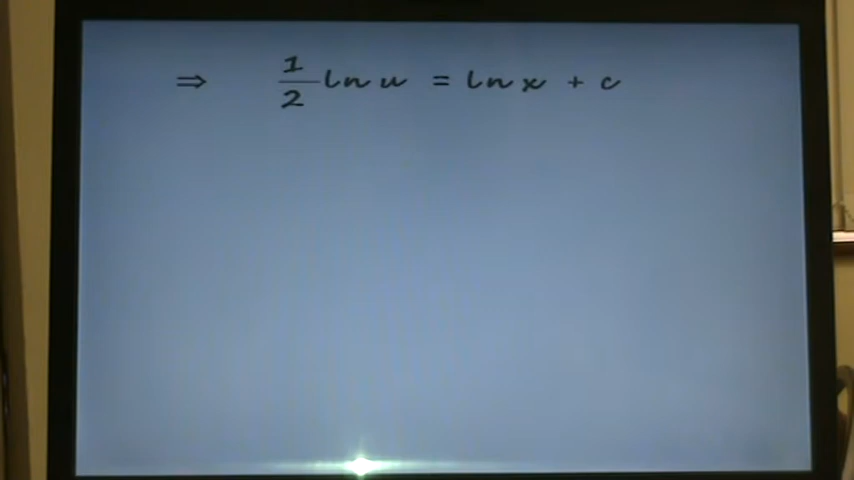 ⇒ 1/2 ln u = ln x + c